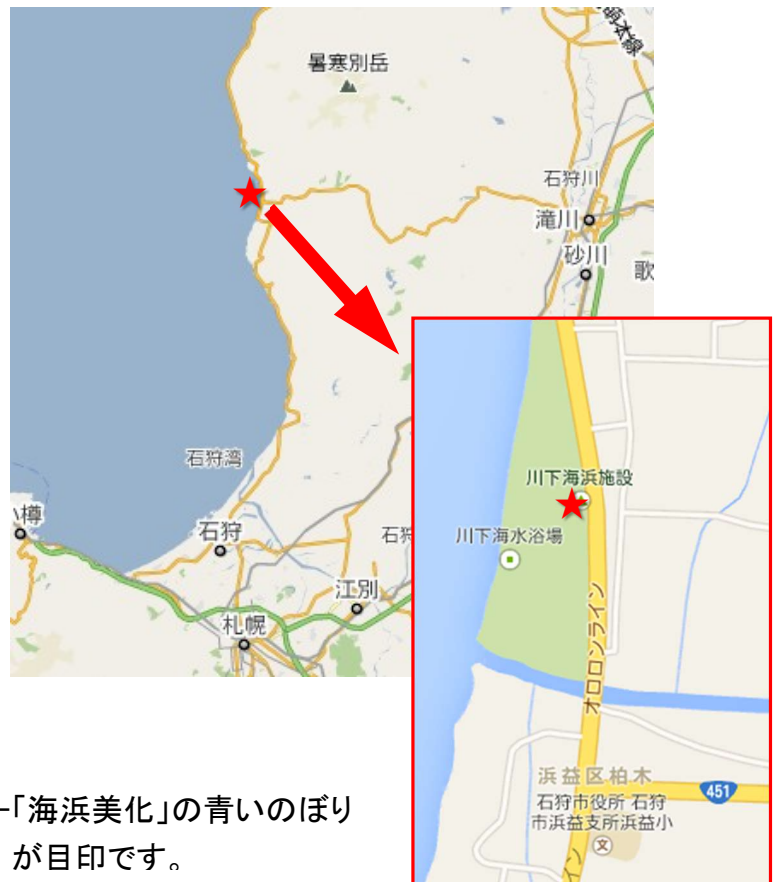 暑寒別岳
石狩川
滝川
砂川
歌
石狩湾
石狩
小樽
江別
札幌
川下海浜施設
川下海水浴場
オロロンライン
浜益区柏木
451
石狩市役所 石狩
市浜益支所浜益小
文
「海浜美化」の青いのぼり
が目印です。